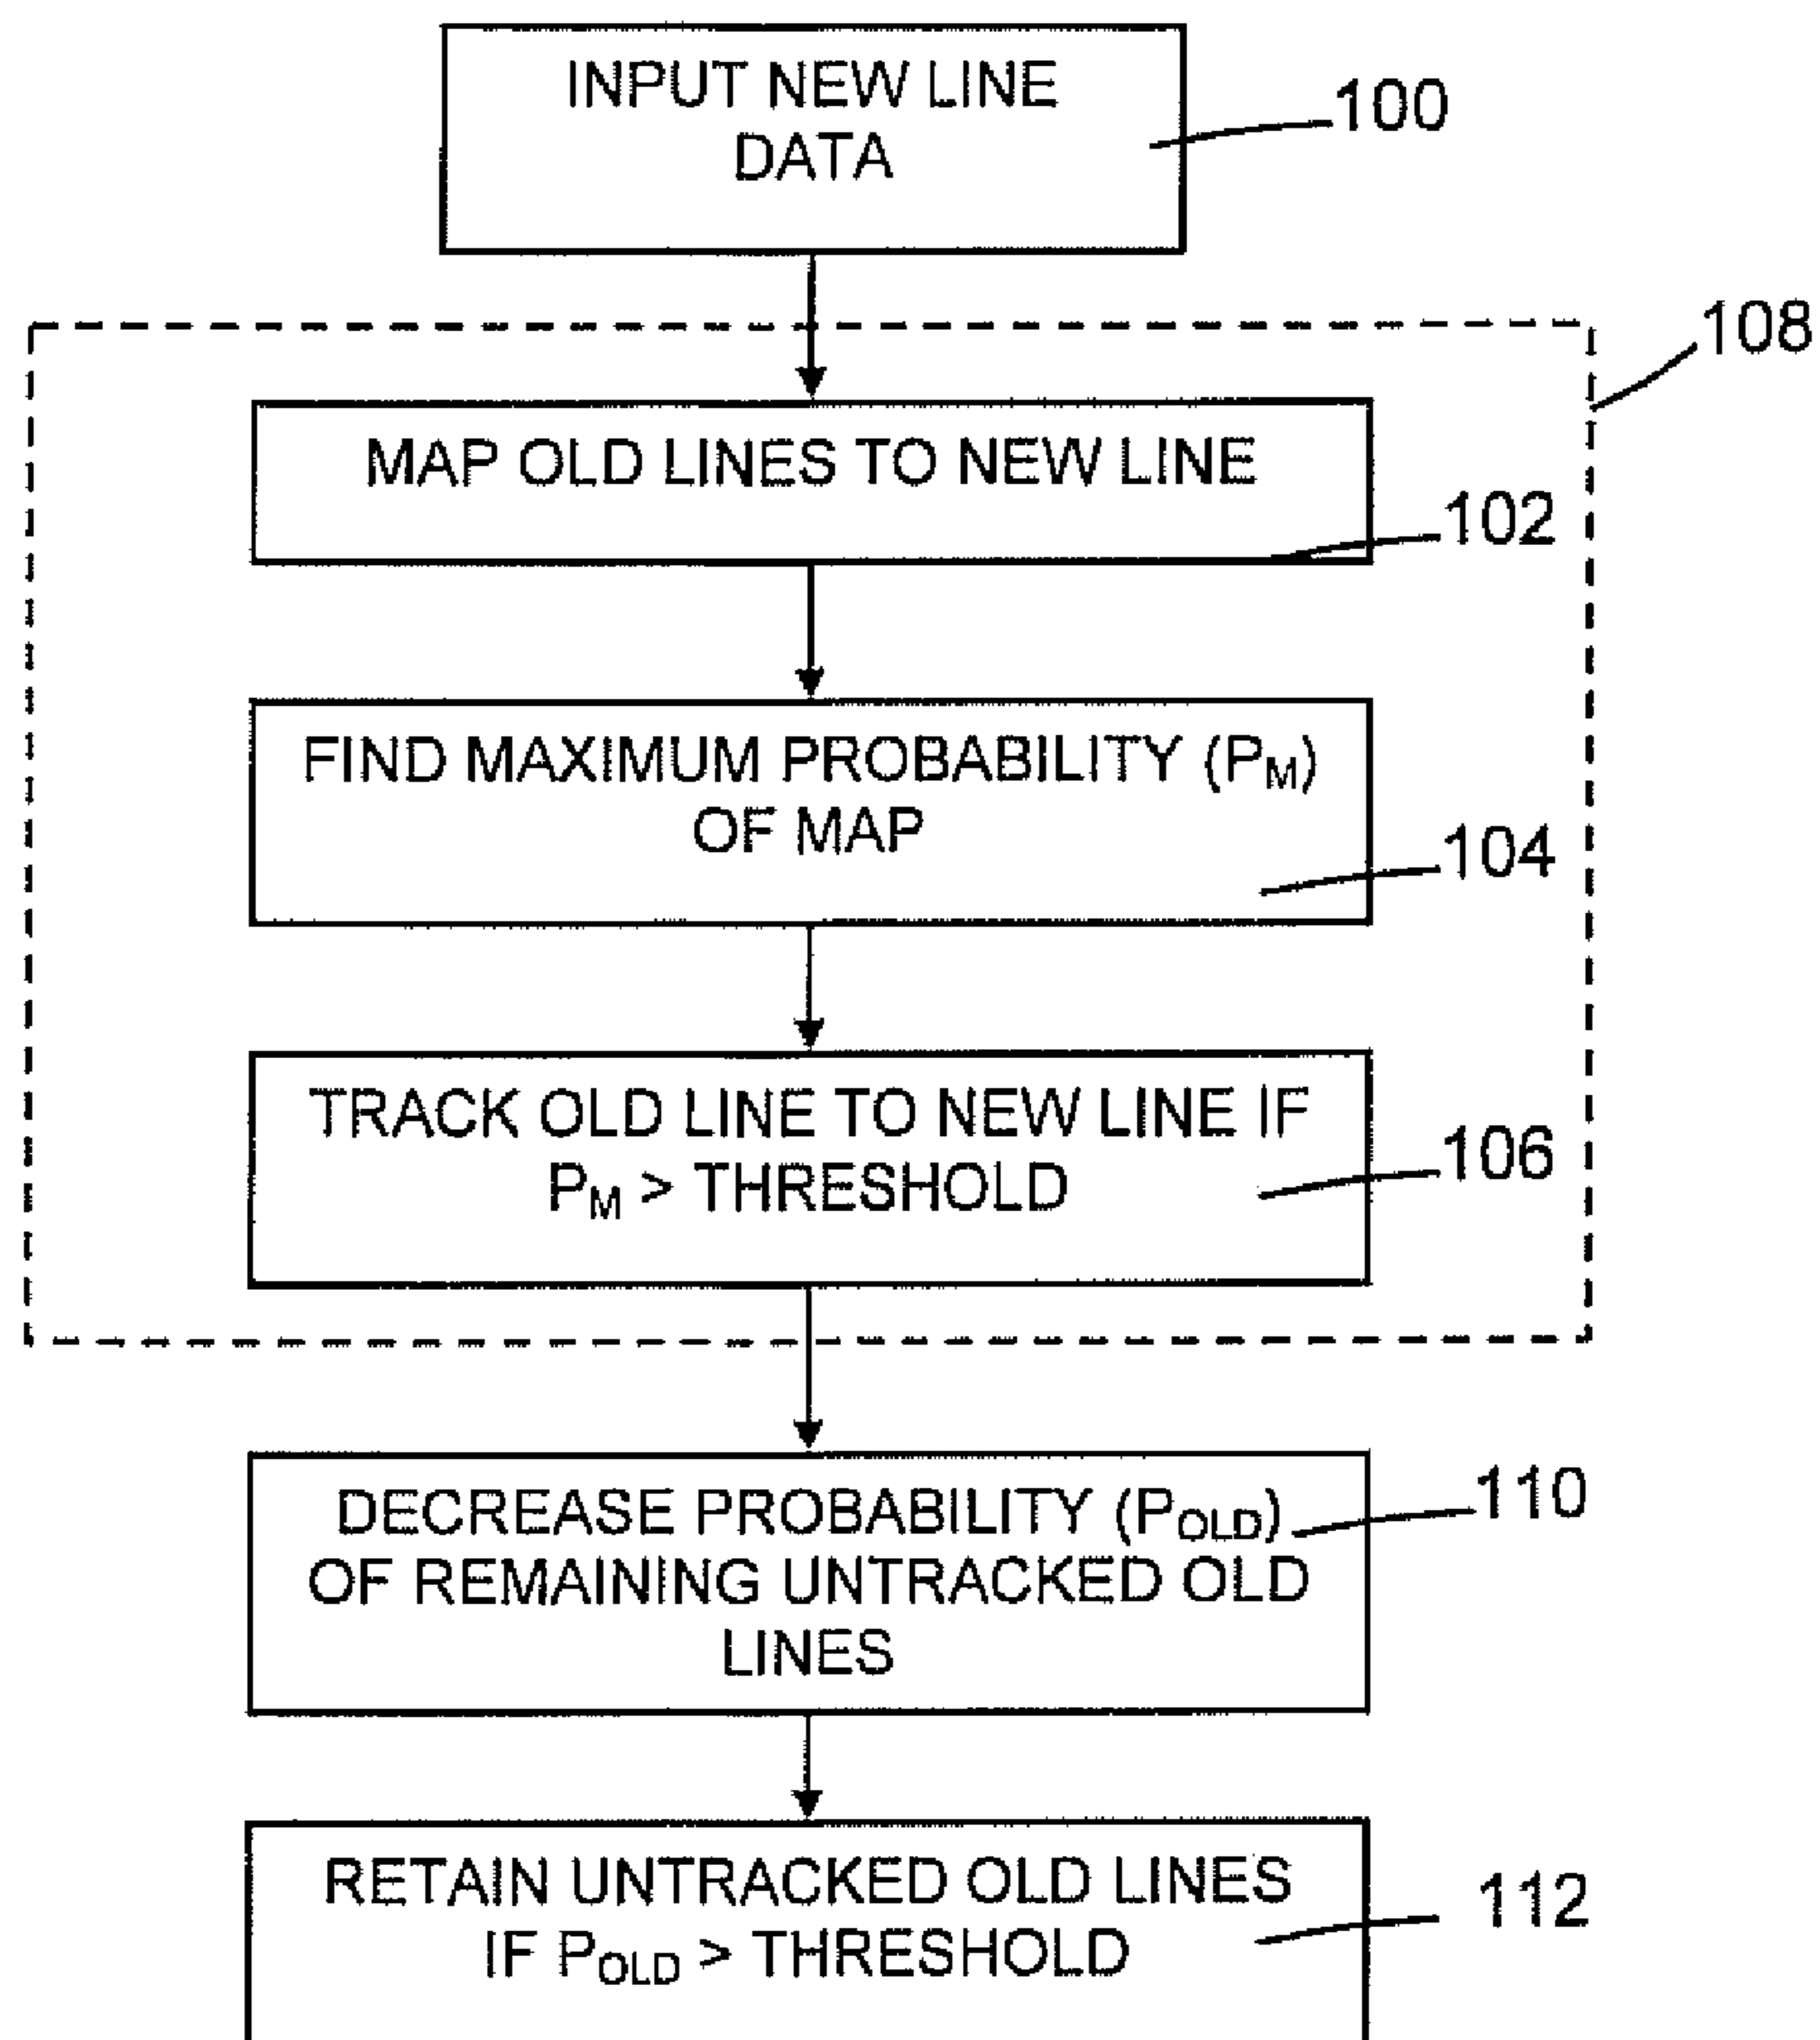 INPUT NEW LINE
DATA
100
108
MAP OLD LINES TO NEW LINE
102
FIND MAXIMUM PROBABILITY (PM)
OF MAP
104
TRACK OLD LINE TO NEW LINE IF
PM > THRESHOLD
106
DECREASE PROBABILITY (POLD)
OF REMAINING UNTRACKED OLD
LINES
110
RETAIN UNTRACKED OLD LINES
IF POLD > THRESHOLD
112